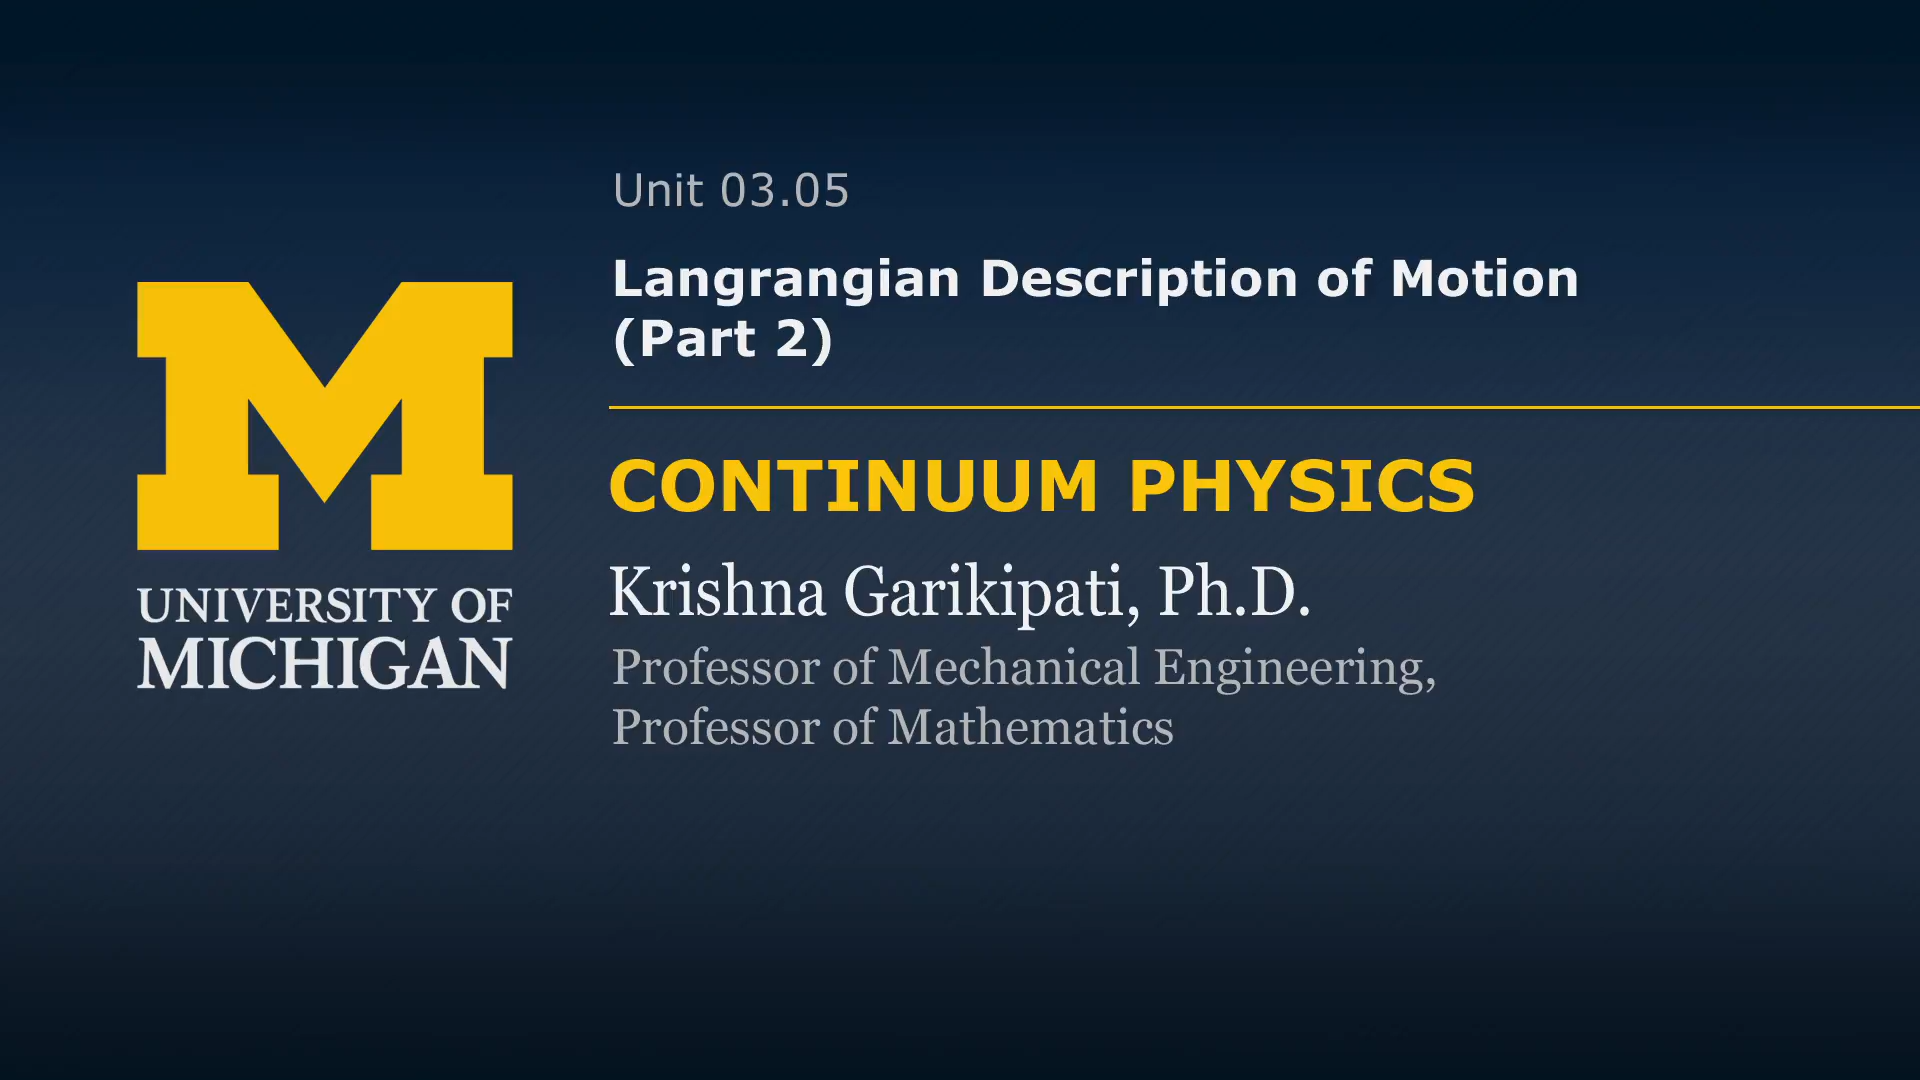 Unit 03.05
Langrangian Description of Motion
(Part 2)
CONTINUUM PHYSICS
Krishna Garikipati, Ph.D.
Professor of Mechanical Engineering,
Professor of Mathematics
M
UNIVERSITY OF
MICHIGAN